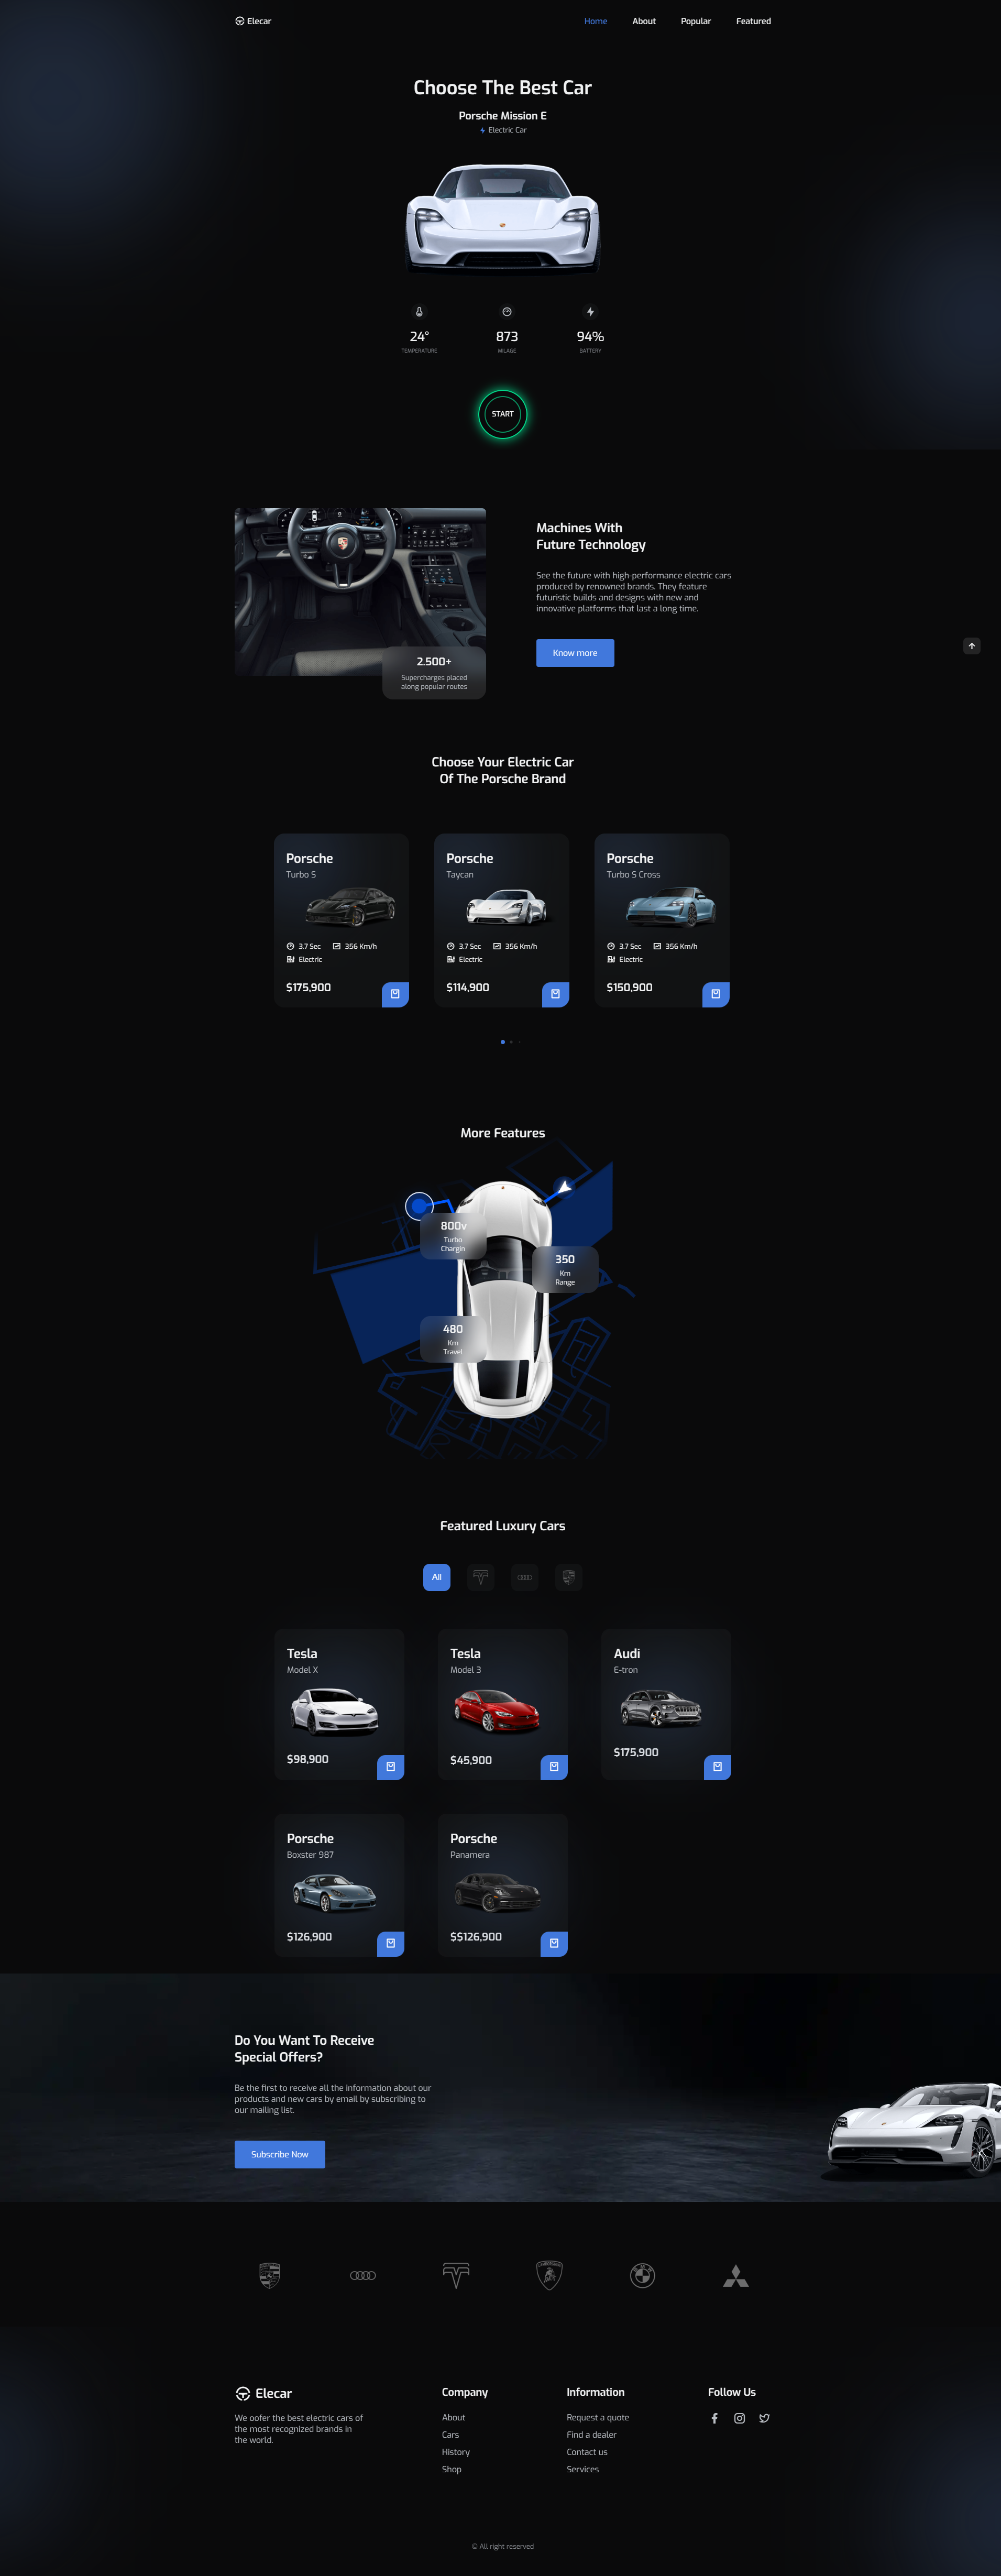 Elecar
Home
About
Popular
Featured
Choose The Best Car
Porsche Mission E
Electric Car
24°
TEMPERATURE
873
MILAGE
94%
BATTERY
START
Machines With
Future Technology
See the future with high-performance electric cars
produced by renowned brands. They feature
futuristic builds and designs with new and
innovative platforms that last a long time.
Know more
2.500+
Supercharges placed
along popular routes
Choose Your Electric Car
Of The Porsche Brand
Porsche
Turbo S
3.7 Sec
356 Km/h
Electric
$175,900
Porsche
Taycan
3.7 Sec
356 Km/h
Electric
$114,900
Porsche
Turbo S Cross
3.7 Sec
356 Km/h
Electric
$150,900
More Features
800v
Turbo
Chargin
350
Km
Range
480
Km
Travel
Featured Luxury Cars
All
Tesla
Model X
$98,900
Tesla
Model 3
$45,900
Audi
E-tron
$175,900
Porsche
Boxster 987
$126,900
Porsche
Panamera
$$126,900
Do You Want To Receive
Special Offers?
Be the first to receive all the information about our
products and new cars by email by subscribing to
our mailing list.
Subscribe Now
Elecar
We oofer the best electric cars of
the most recognized brands in
the world.
Company
About
Cars
History
Shop
Information
Request a quote
Find a dealer
Contact us
Services
Follow Us
© All right reserved